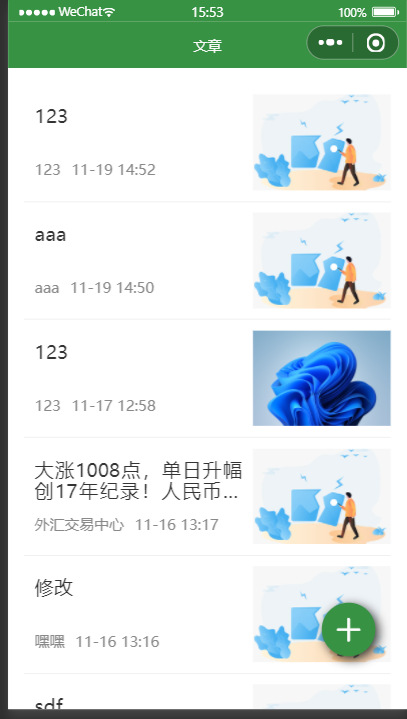 WeChat 15:53 100%
文章
123
123 11-19 14:52
aaa
aaa 11-19 14:50
123
123 11-17 12:58
大涨1008点，单日升幅
创17年纪录！人民币...
外汇交易中心 11-16 13:17
修改
嘿嘿 11-16 13:16
sdf